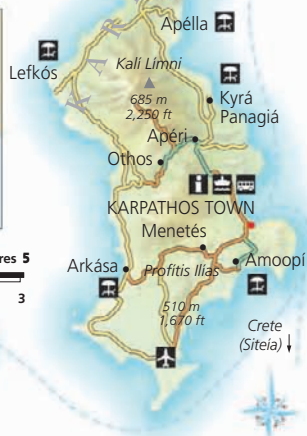 Apélla
K A R
Lefkós
Kali Límni
685 m
2,250 ft
Kyrá
Panagiá
Apéri
Othos
i
KARPATHOS TOWN
Menetés
res 5
3
Arkása
Profítis Ilías
Amoopí
510 m
1,670 ft
Crete
(Siteía)